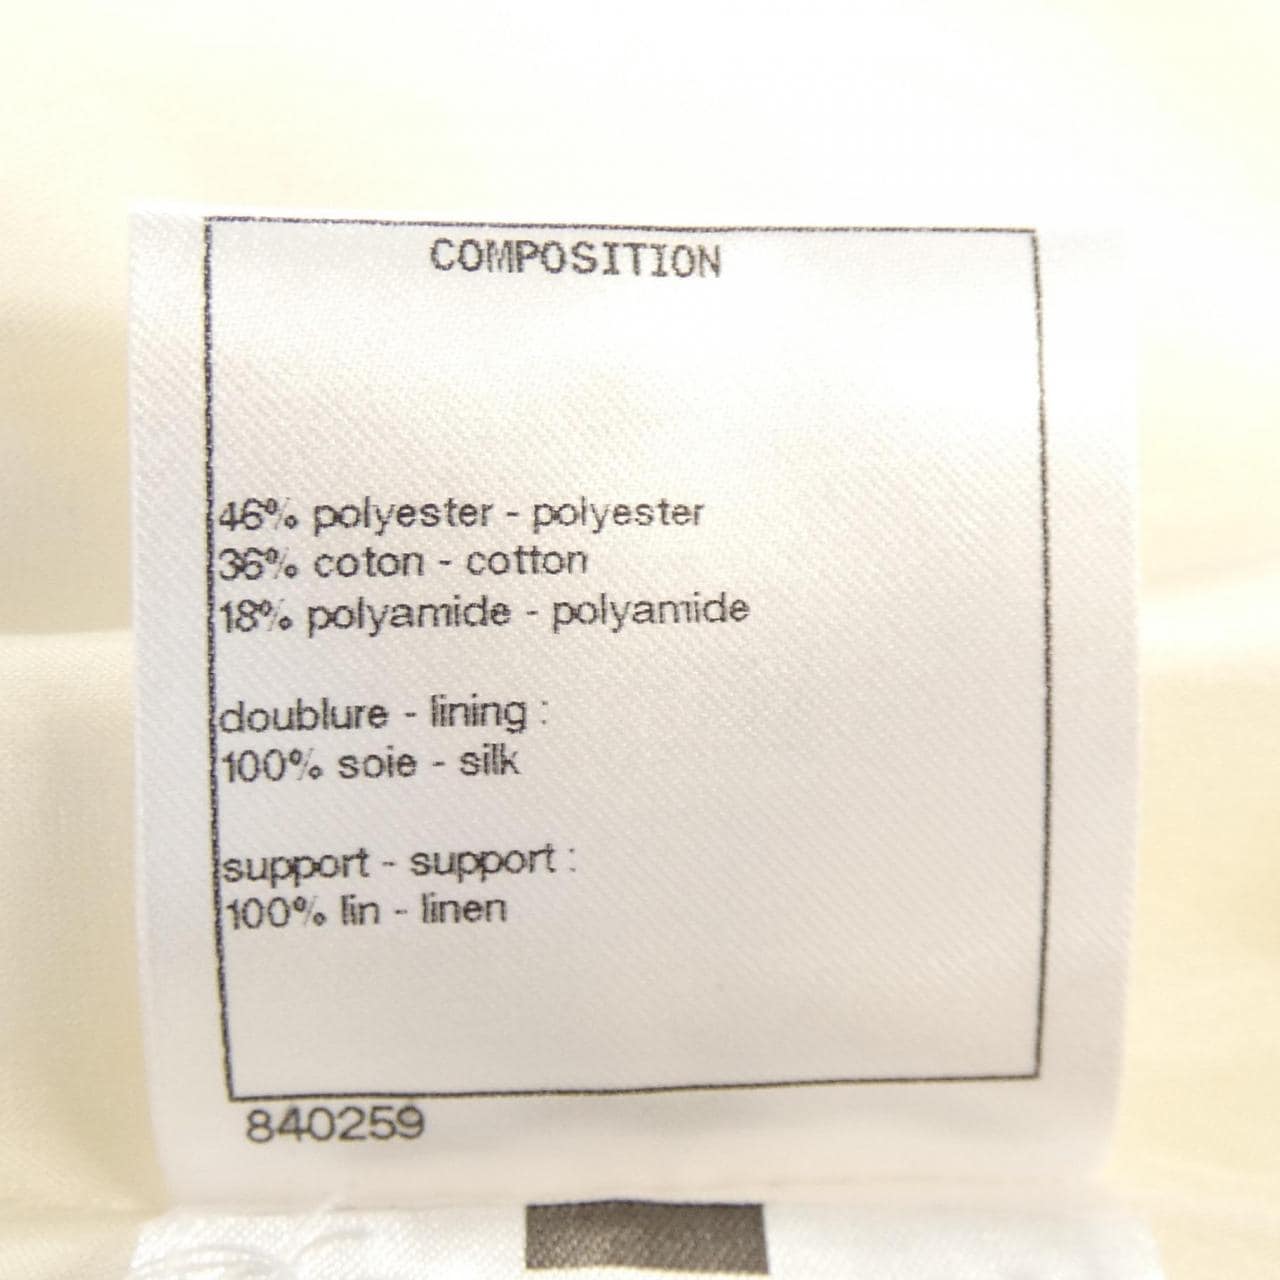 COMPOSITION
46% polyester - polyester
36% coton - cotton
18% polyamide - polyamide
doublure - lining :
100% soie - silk
support - support :
100% lin - linen
840259